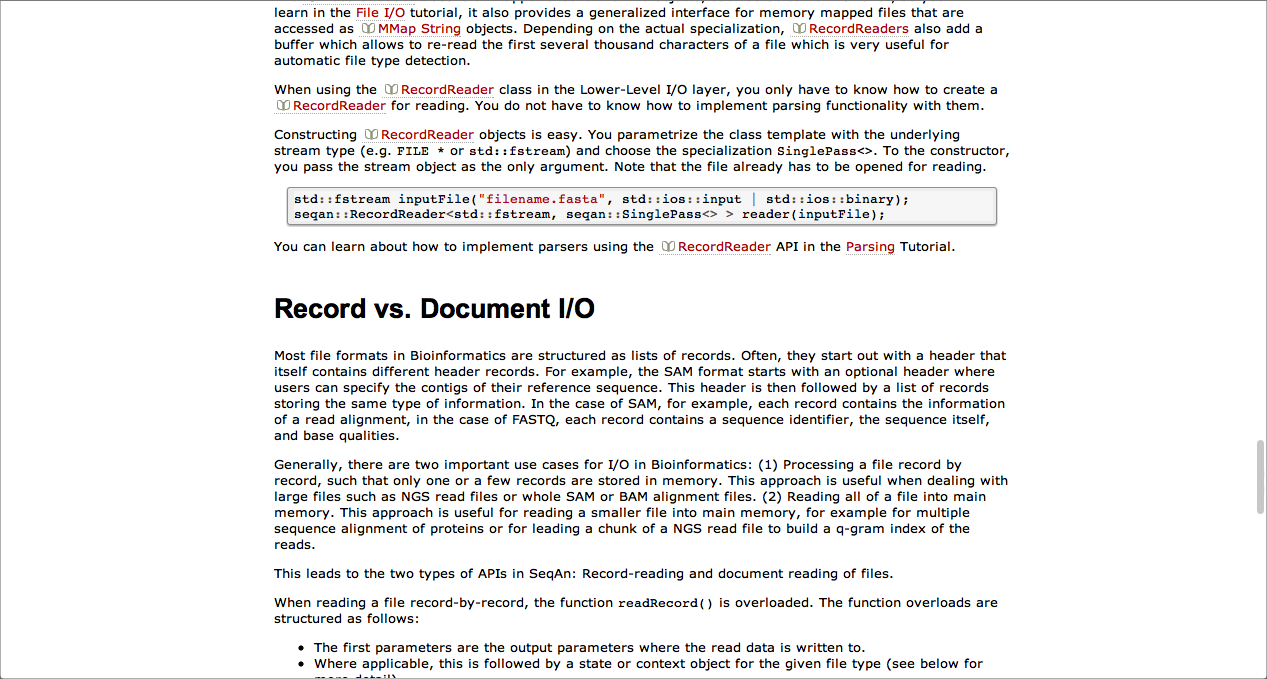 learn in the File I/O tutorial, it also provides a generalized interface for memory mapped files that are
accessed as MMap String objects. Depending on the actual specialization, RecordReaders also add a
buffer which allows to re-read the first several thousand characters of a file which is very useful for
automatic file type detection.
When using the RecordReader class in the Lower-Level I/O layer, you only have to know how to create a
RecordReader for reading. You do not have to know how to implement parsing functionality with them.
Constructing RecordReader objects is easy. You parametrize the class template with the underlying
stream type (e.g. FILE * or std::fstream) and choose the specialization SinglePass<>. To the constructor,
you pass the stream object as the only argument. Note that the file already has to be opened for reading.
std::fstream inputFile("filename.fasta", std::ios::input | std::ios::binary);
seqan::RecordReader<std::fstream, seqan::SinglePass<> > reader(inputFile);
You can learn about how to implement parsers using the RecordReader API in the Parsing Tutorial.
Record vs. Document I/O
Most file formats in Bioinformatics are structured as lists of records. Often, they start out with a header that
itself contains different header records. For example, the SAM format starts with an optional header where
users can specify the contigs of their reference sequence. This header is then followed by a list of records
storing the same type of information. In the case of SAM, for example, each record contains the information
of a read alignment, in the case of FASTQ, each record contains a sequence identifier, the sequence itself,
and base qualities.
Generally, there are two important use cases for I/O in Bioinformatics: (1) Processing a file record by
record, such that only one or a few records are stored in memory. This approach is useful when dealing with
large files such as NGS read files or whole SAM or BAM alignment files. (2) Reading all of a file into main
memory. This approach is useful for reading a smaller file into main memory, for example for multiple
sequence alignment of proteins or for leading a chunk of a NGS read file to build a q-gram index of the
reads.
This leads to the two types of APIs in SeqAn: Record-reading and document reading of files.
When reading a file record-by-record, the function readRecord() is overloaded. The function overloads are
structured as follows:
• The first parameters are the output parameters where the read data is written to.
• Where applicable, this is followed by a state or context object for the given file type (see below for
more detail)